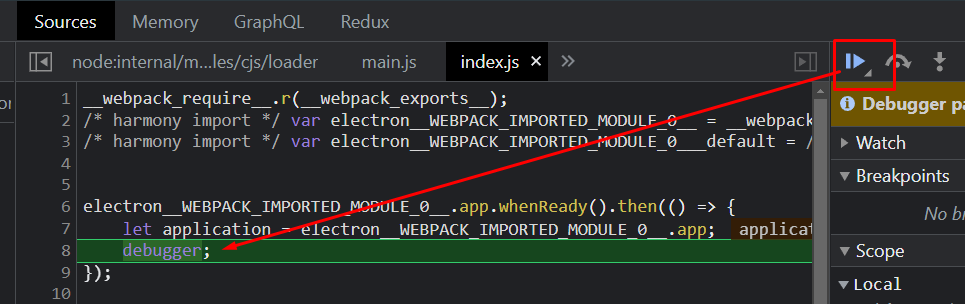 Sources Memory GraphQL Redux
node:internal/m...les/cjs/loader main.js index.js × »
Debugger pa
Watch
Breakpoints
No br
Scope
Local
1 __webpack_require__.r(__webpack_exports__);
2 /* harmony import */ var electron__WEBPACK_IMPORTED_MODULE_0__ = __webpack
3 /* harmony import */ var electron__WEBPACK_IMPORTED_MODULE_0___default = /
4
5
6 electron__WEBPACK_IMPORTED_MODULE_0__.app.whenReady().then(() => {
7 let application = electron__WEBPACK_IMPORTED_MODULE_0__.app; applicat
8 debugger;
9 });